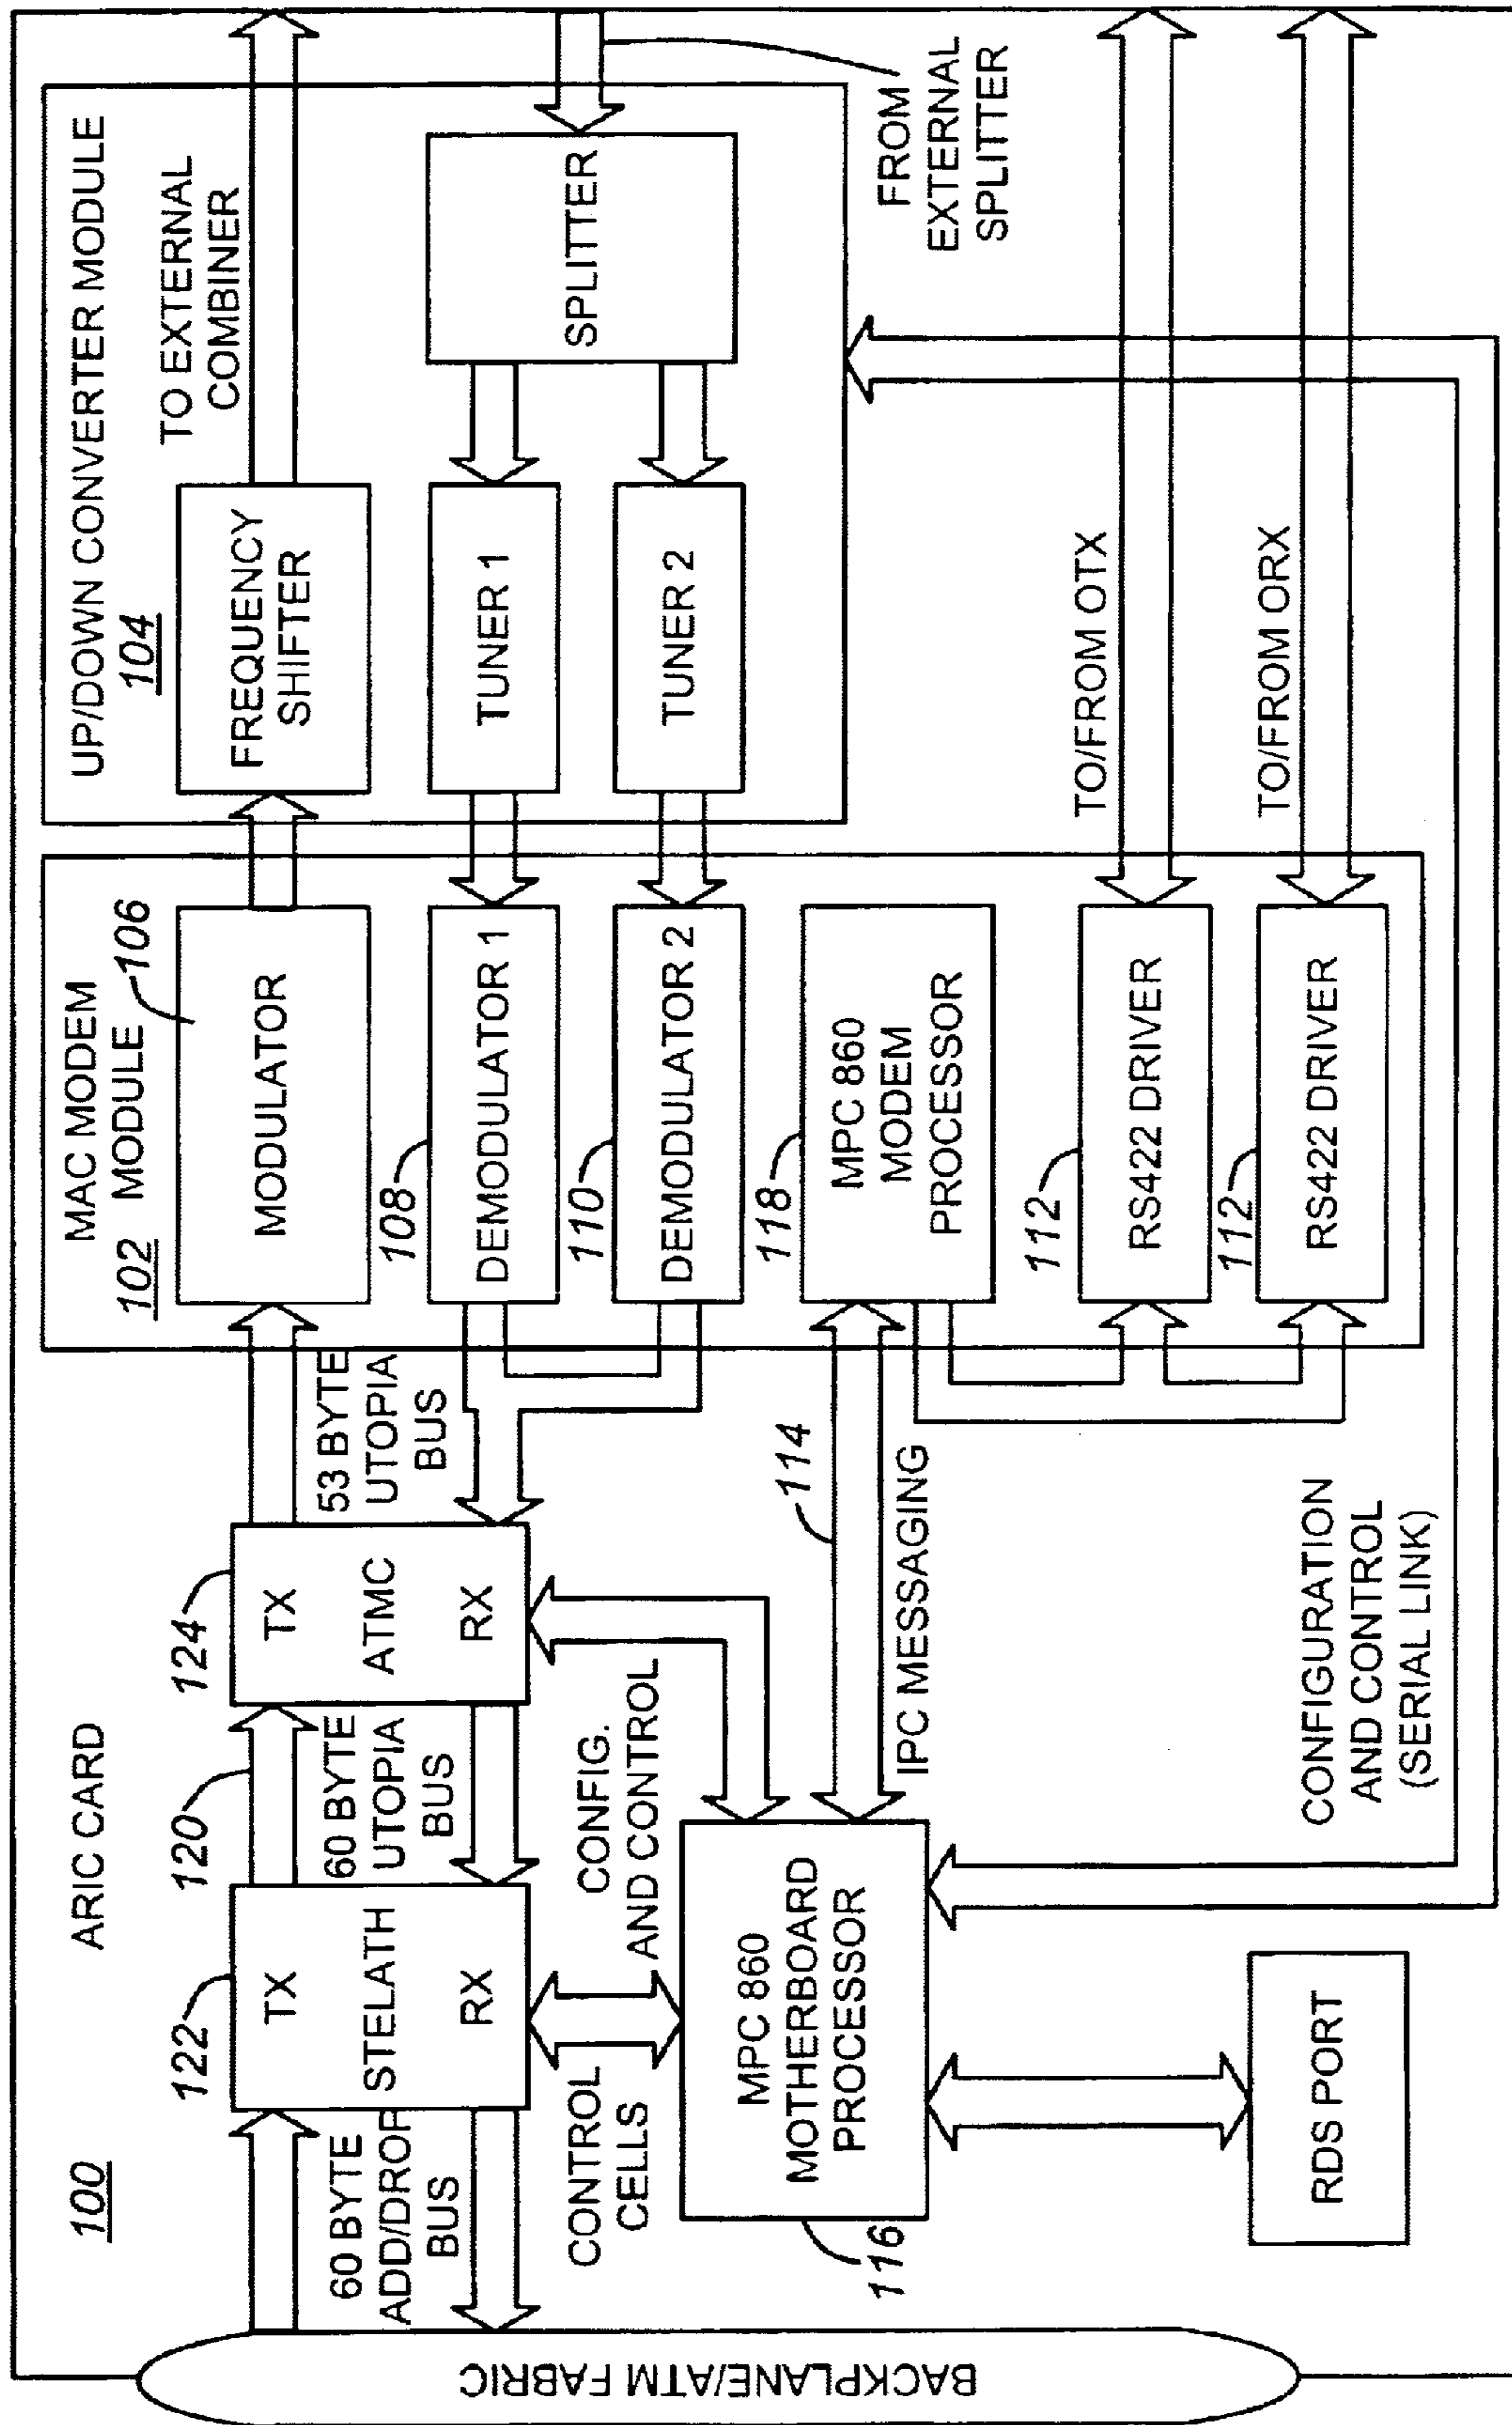 ARIC CARD
100
BACKPLANE/ATM FABRIC
60 BYTE
ADD/DROP
BUS
122
TX
STELATH
RX
120
60 BYTE
UTOPIA
BUS
124
TX
ATMC
RX
53 BYTE
UTOPIA
BUS
CONTROL
CELLS
CONFIG.
AND CONTROL
MPC 860
MOTHERBOARD
PROCESSOR
116
RDS PORT
114
IPC MESSAGING
CONFIGURATION
AND CONTROL
(SERIAL LINK)
MAC MODEM
MODULE
102
106
MODULATOR
108
DEMODULATOR 1
110
DEMODULATOR 2
118
MPC 860
MODEM
PROCESSOR
112
RS422 DRIVER
112
RS422 DRIVER
UP/DOWN CONVERTER MODULE
104
FREQUENCY
SHIFTER
TO EXTERNAL
COMBINER
TUNER 1
TUNER 2
SPLITTER
FROM
EXTERNAL
SPLITTER
TO/FROM OTX
TO/FROM ORX